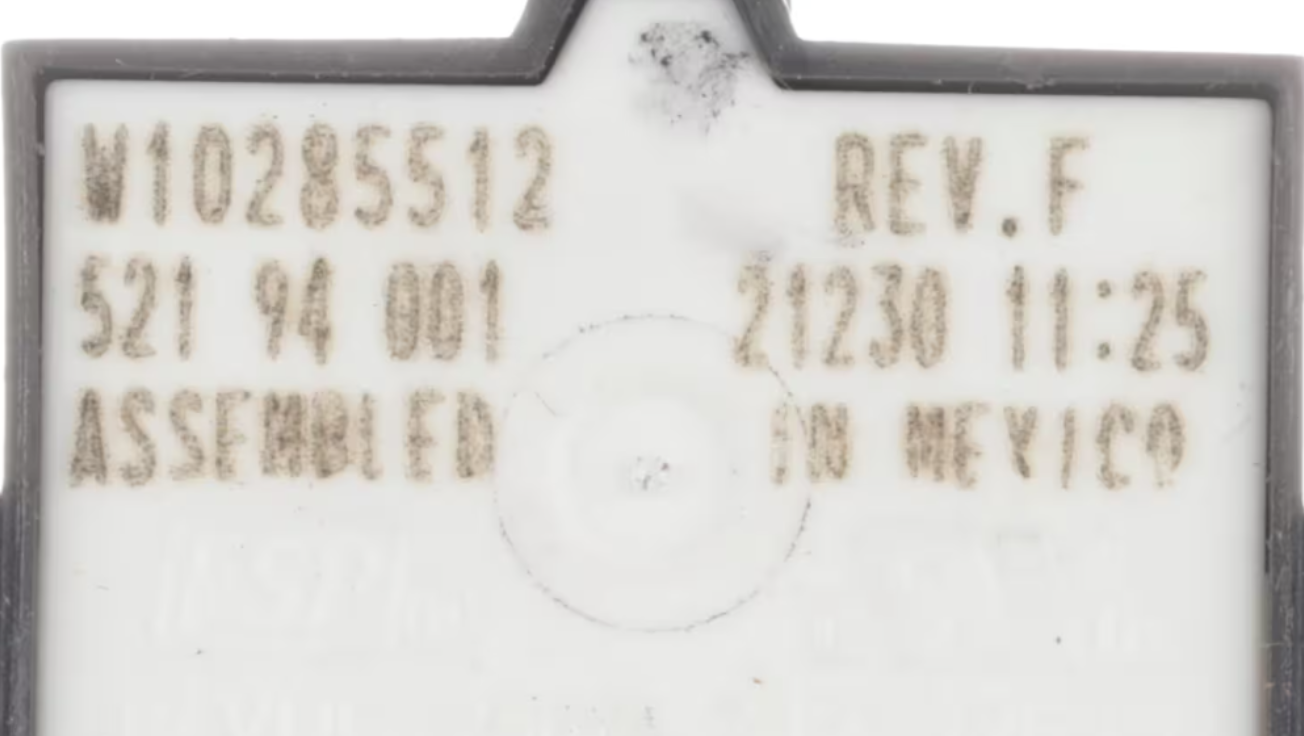 W10285512 REV.F
521 94 001 21230 11:25
ASSEMBLED IN MEXICO